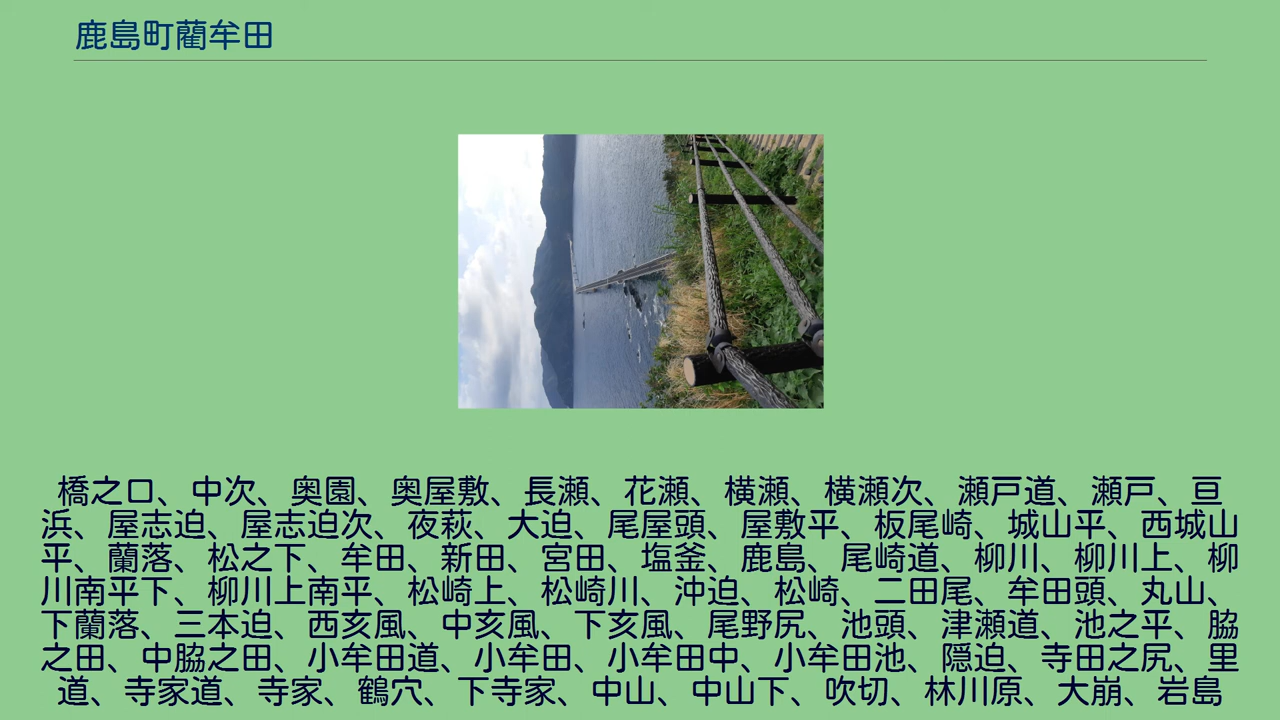 鹿島町藺牟田
橋之口、中次、奥園、奥屋敷、長瀬、花瀬、横瀬、横瀬次、瀬戸道、瀬戸、亘
浜、屋志迫、屋志迫次、夜萩、大迫、尾屋頭、屋敷平、板尾崎、城山平、西城山
平、蘭落、松之下、牟田、新田、宮田、塩釜、鹿島、尾崎道、柳川、柳川上、柳
川南平下、柳川上南平、松崎上、松崎川、沖迫、松崎、二田尾、牟田頭、丸山、
下蘭落、三本迫、西亥風、中亥風、下亥風、尾野尻、池頭、津瀬道、池之平、脇
之田、中脇之田、小牟田道、小牟田、小牟田中、小牟田池、隠迫、寺田之尻、里
道、寺家道、寺家、鶴穴、下寺家、中山、中山下、吹切、林川原、大崩、岩島